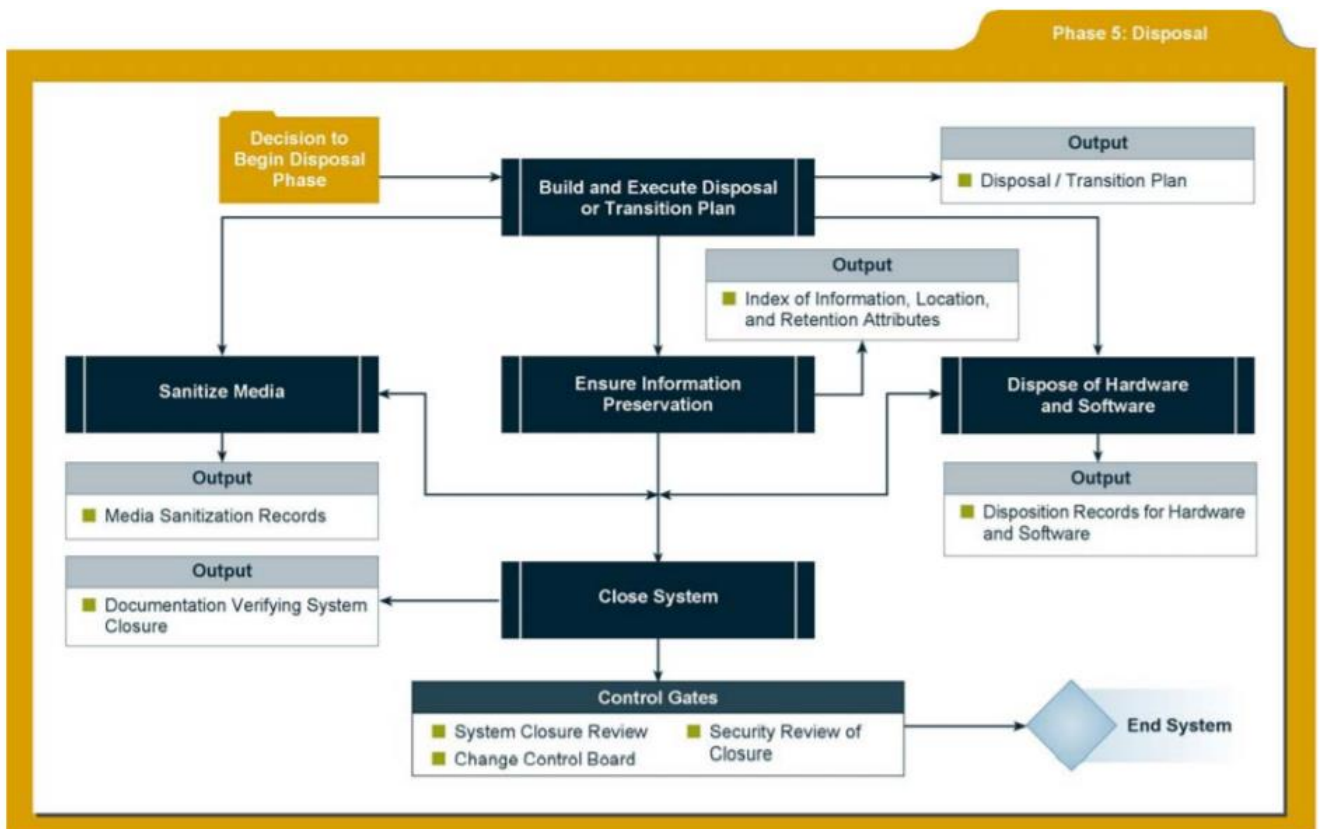 Phase 5: Disposal
Decision to
Begin Disposal
Phase
Build and Execute Disposal
or Transition Plan
Output
Disposal / Transition Plan
Output
Index of Information, Location,
and Retention Attributes
Sanitize Media
Ensure Information
Preservation
Dispose of Hardware
and Software
Output
Media Sanitization Records
Output
Disposition Records for Hardware
and Software
Output
Documentation Verifying System
Closure
Close System
Control Gates
System Closure Review
Change Control Board
Security Review of
Closure
End System